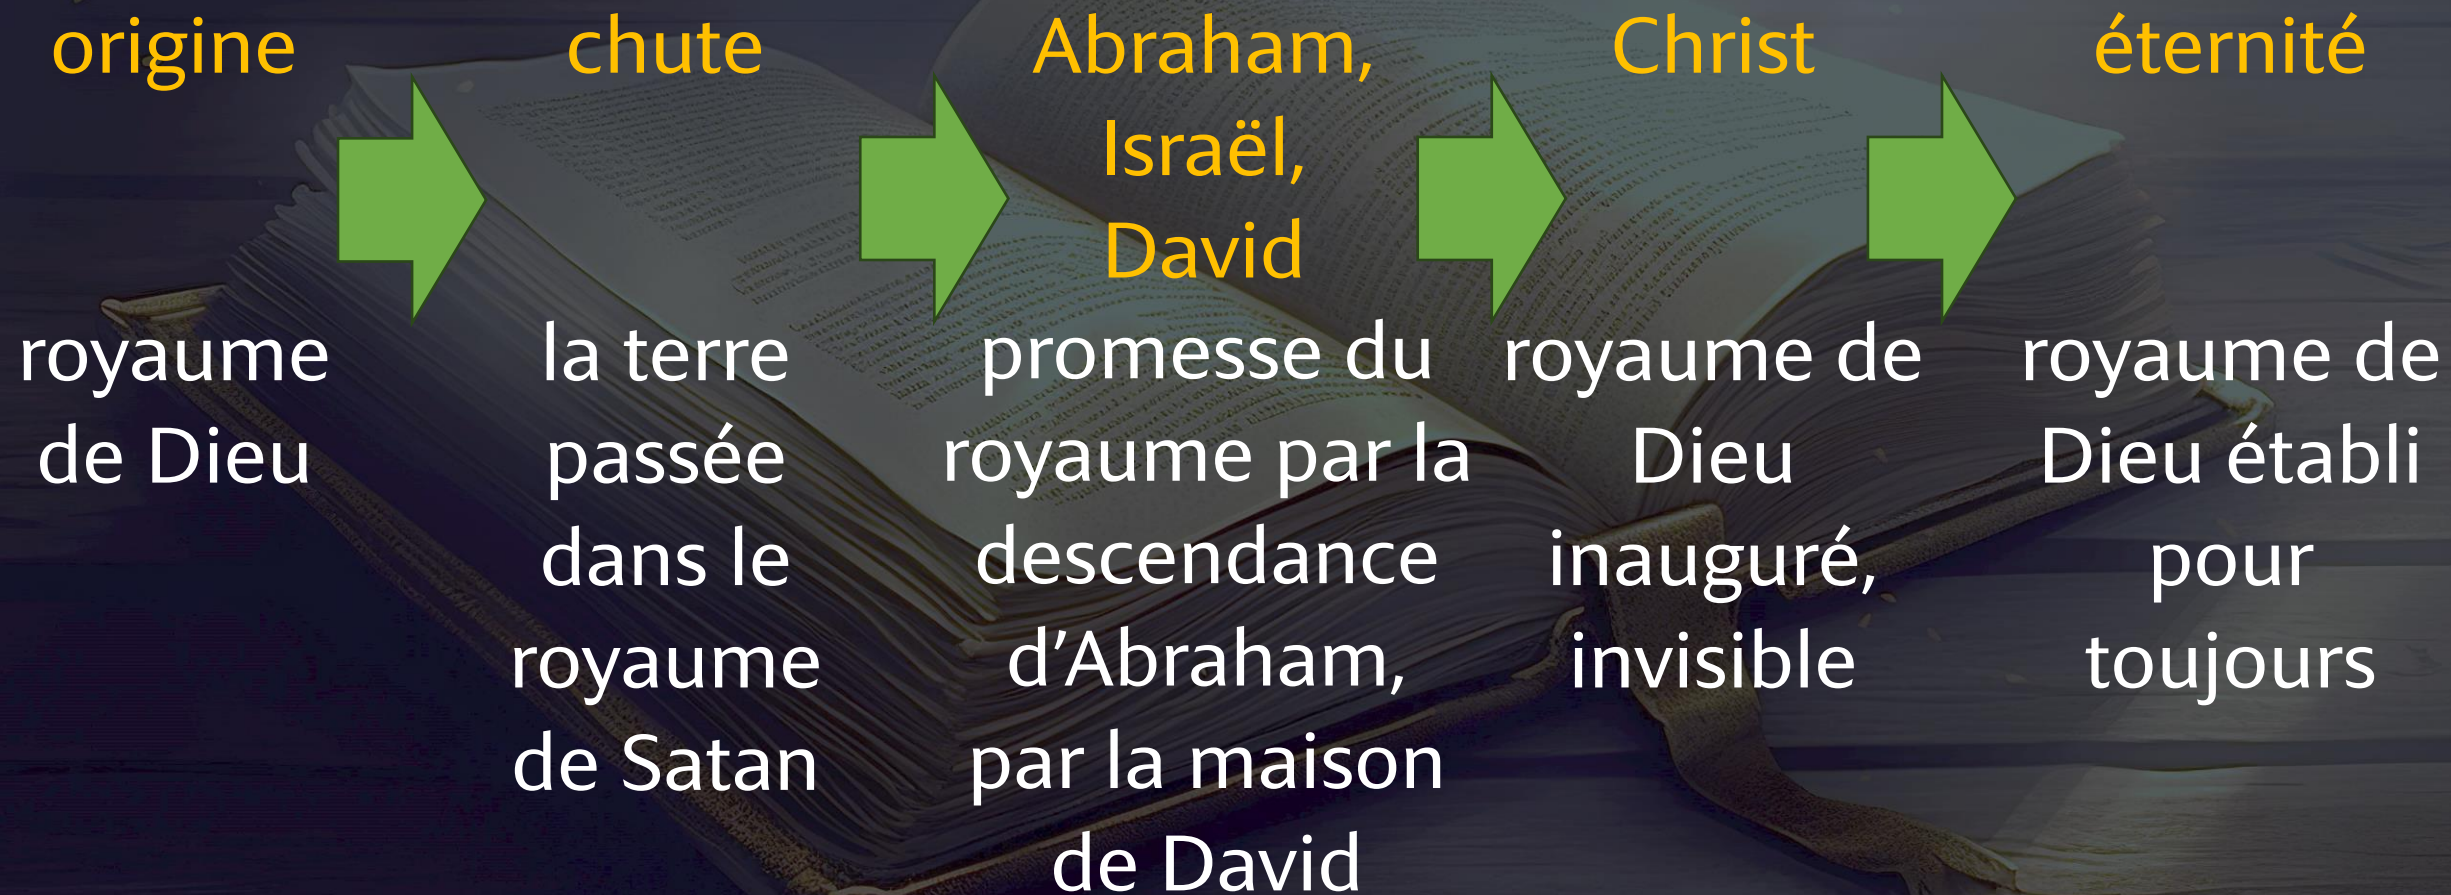 origine
royaume
de Dieu
chute
la terre
passée
dans le
royaume
de Satan
Abraham,
Israël,
David
promesse du
royaume par la
descendance
d’Abraham,
par la maison
de David
Christ
royaume de
Dieu
inauguré,
invisible
éternité
royaume de
Dieu établi
pour
toujours